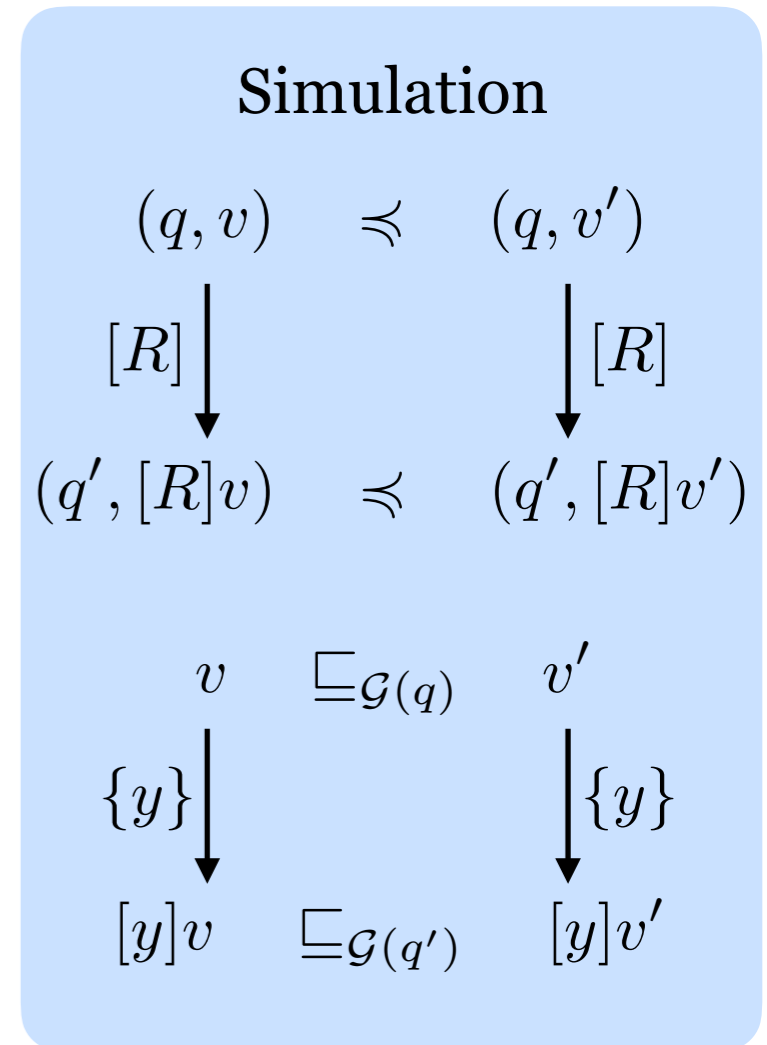 Simulation
(q, v) ≼ (q, v′)
[R] [R]
(q′, [R]v) ≼ (q′, [R]v′)
v ⊑𝒢(q) v′
{y} {y}
[y]v ⊑𝒢(q′) [y]v′